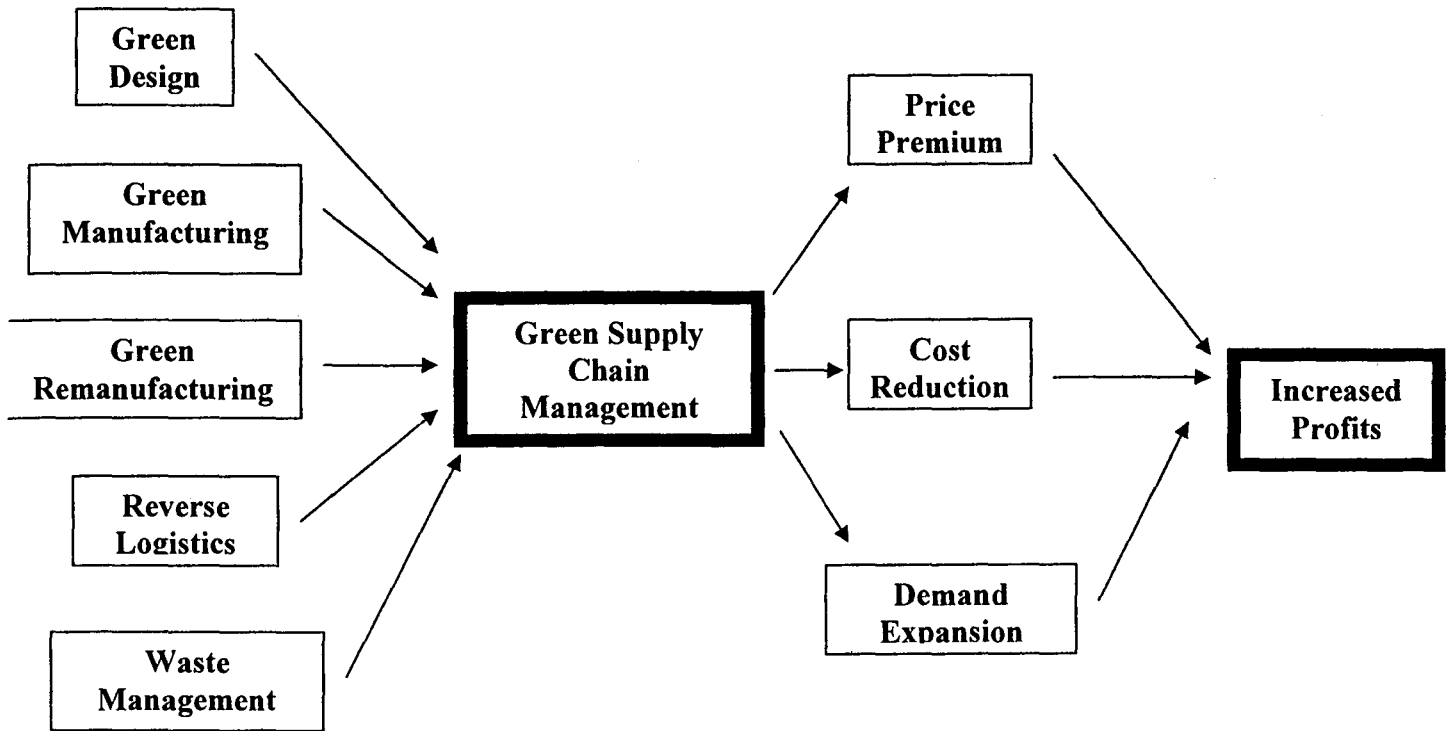 Green
Design
Green
Manufacturing
Green
Remanufacturing
Reverse
Logistics
Waste
Management
Green Supply
Chain
Management
Price
Premium
Cost
Reduction
Demand
Expansion
Increased
Profits